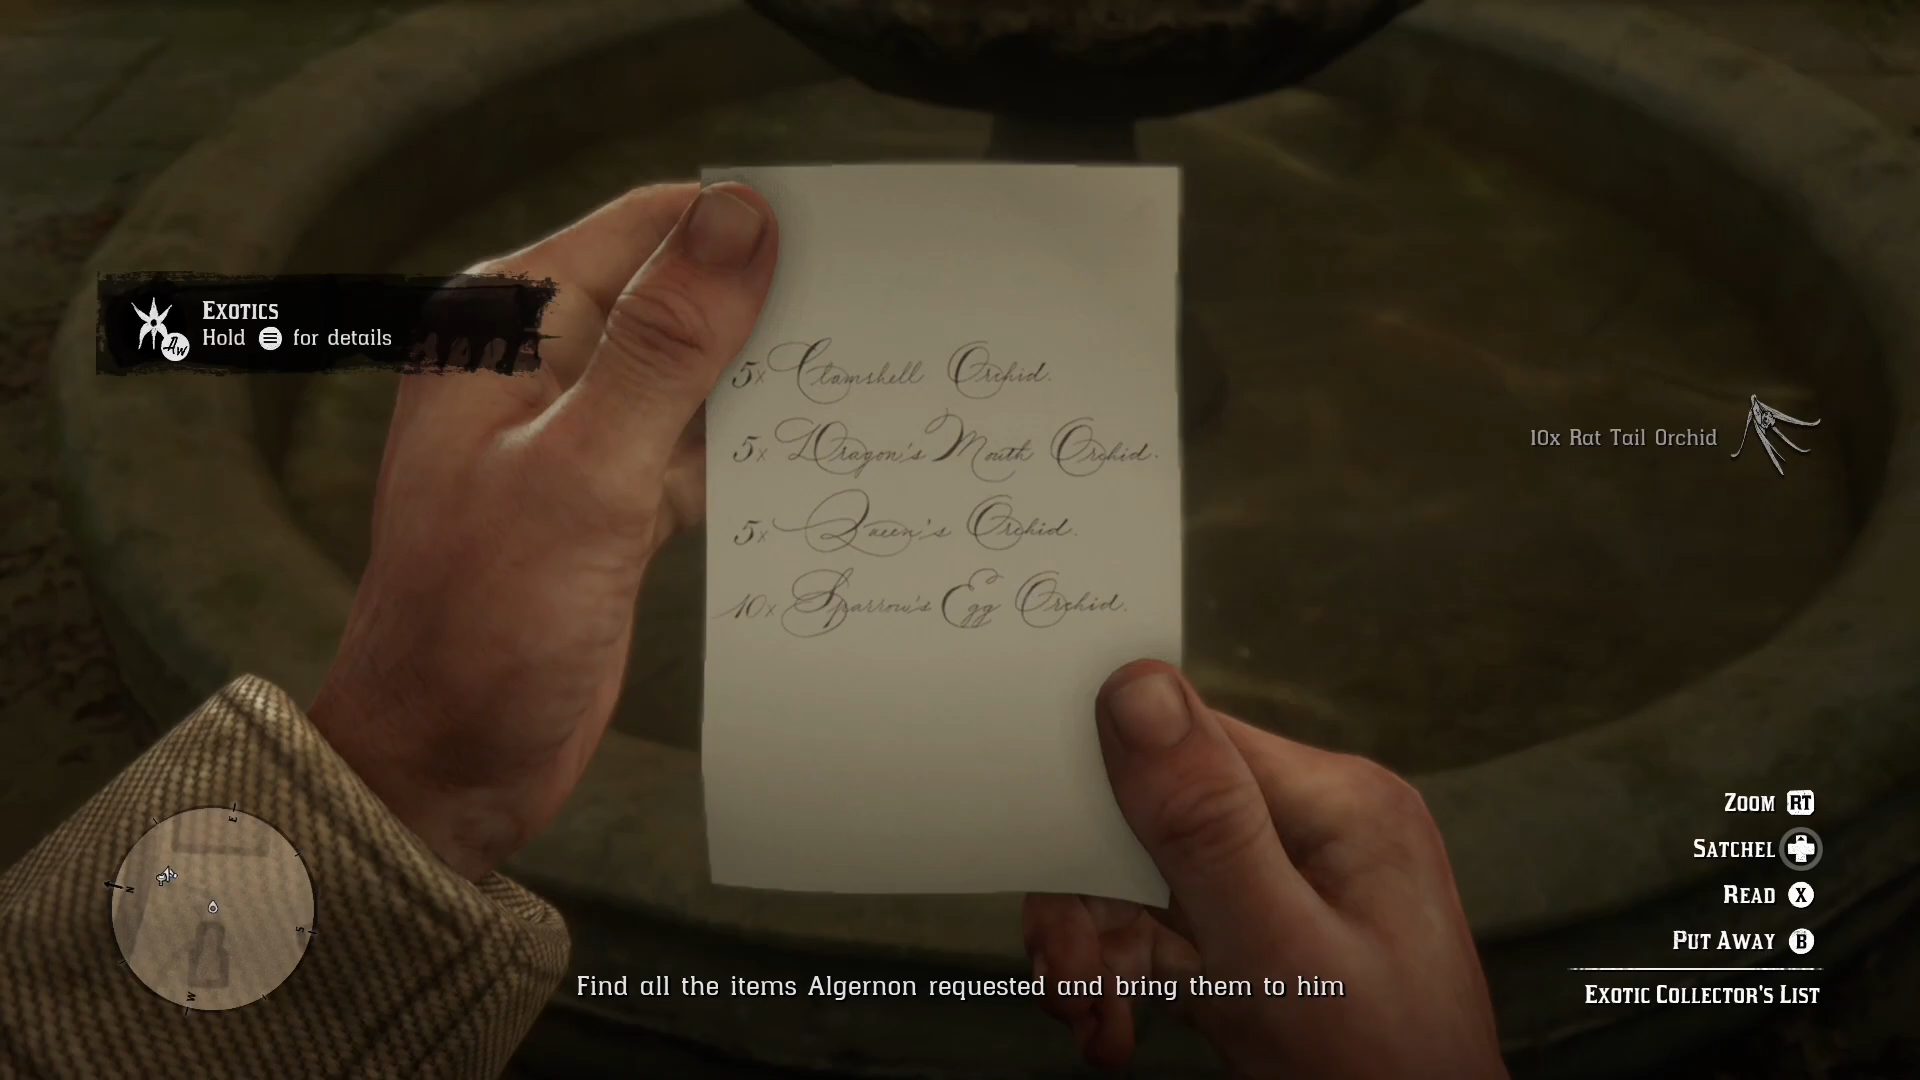 Exotics
Hold for details
5x Clamshell Orchid.
5x Dragon's Mouth Orchid.
5x Queen's Orchid.
10x Sparrow's Egg Orchid.
10x Rat Tail Orchid
Zoom RT
Satchel
Read X
Put Away B
Exotic Collector's List
Find all the items Algernon requested and bring them to him
E
N
S
W
AW